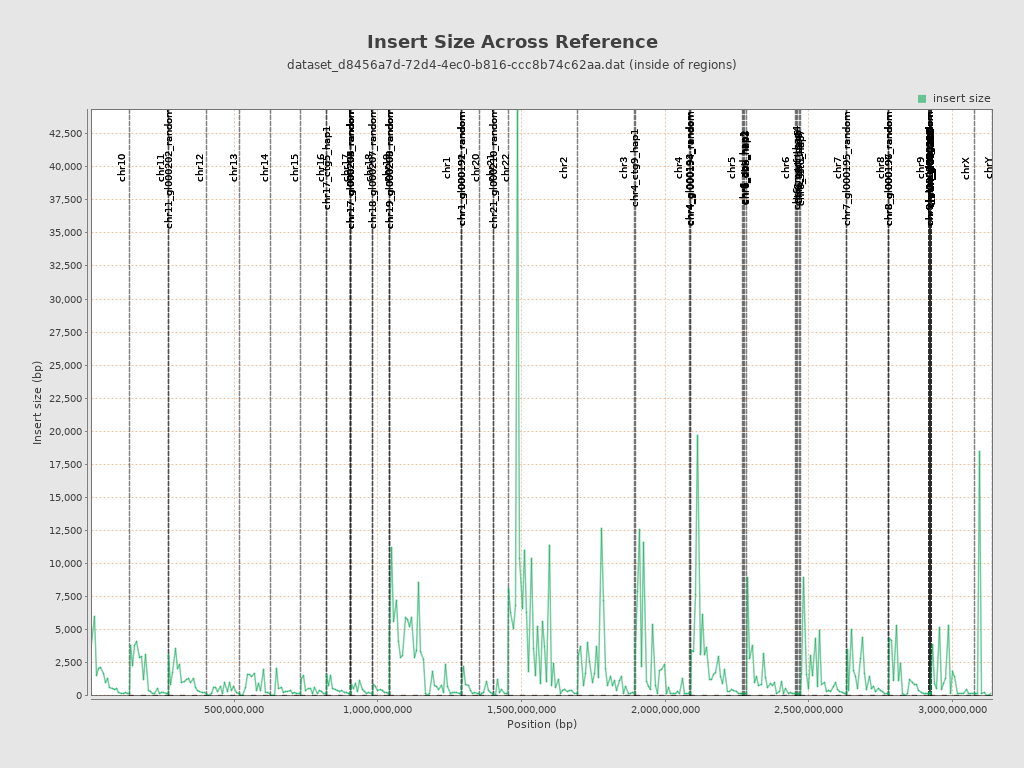 Insert Size Across Reference
dataset_d8456a7d-72d4-4ec0-b816-ccc8b74c62aa.dat (inside of regions)
insert size
42,500
40,000
37,500
35,000
32,500
30,000
27,500
25,000
22,500
20,000
17,500
15,000
12,500
10,000
7,500
5,000
2,500
0
Insert size (bp)
chr10
chr11
chr11_gl000202_random
chr12
chr13
chr14
chr15
chr16
chr17_ctg5_hap1
chr20
chr22
chr1
chr1_gl000192_random
chr2
chr3
chr4_ctg9_hap1
chr4
chr5
chr6
chr7
chr7_gl000195_random
chr8
chr9
chrX
chrY
500,000,000
1,000,000,000
1,500,000,000
2,000,000,000
2,500,000,000
3,000,000,000
Position (bp)